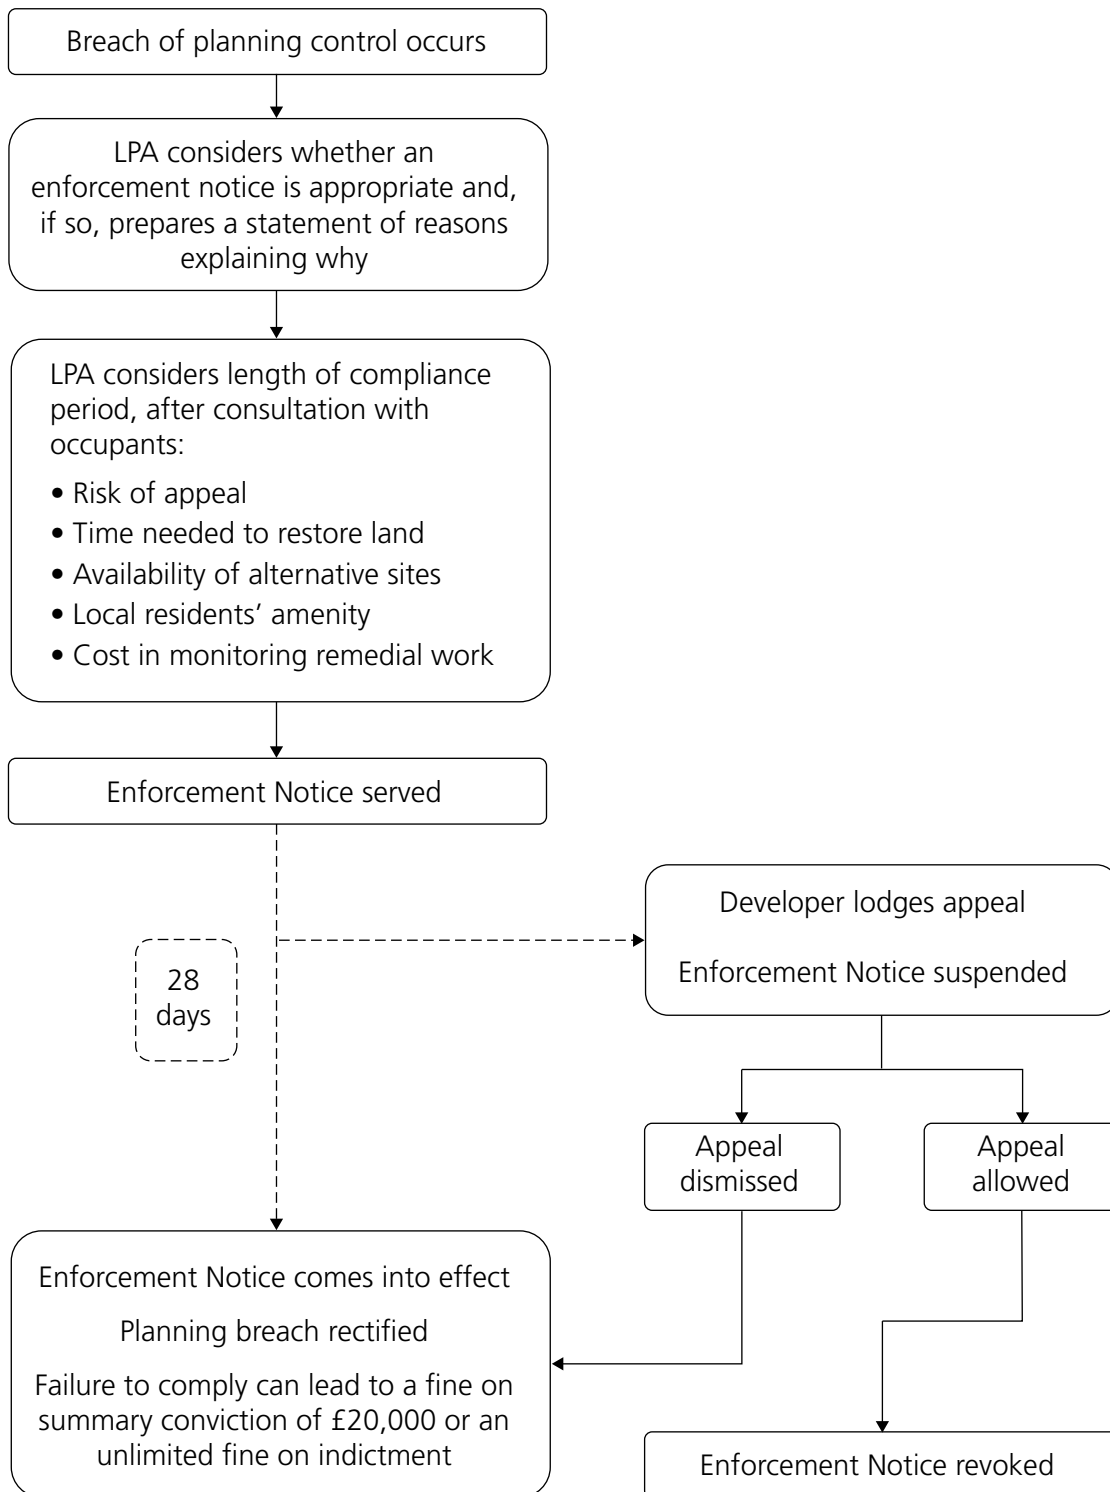 Breach of planning control occurs
LPA considers whether an
enforcement notice is appropriate and,
if so, prepares a statement of reasons
explaining why
LPA considers length of compliance
period, after consultation with
occupants:
• Risk of appeal
• Time needed to restore land
• Availability of alternative sites
• Local residents’ amenity
• Cost in monitoring remedial work
Enforcement Notice served
Developer lodges appeal
Enforcement Notice suspended
28
days
Appeal
dismissed
Appeal
allowed
Enforcement Notice comes into effect
Planning breach rectified
Failure to comply can lead to a fine on
summary conviction of £20,000 or an
unlimited fine on indictment
Enforcement Notice revoked